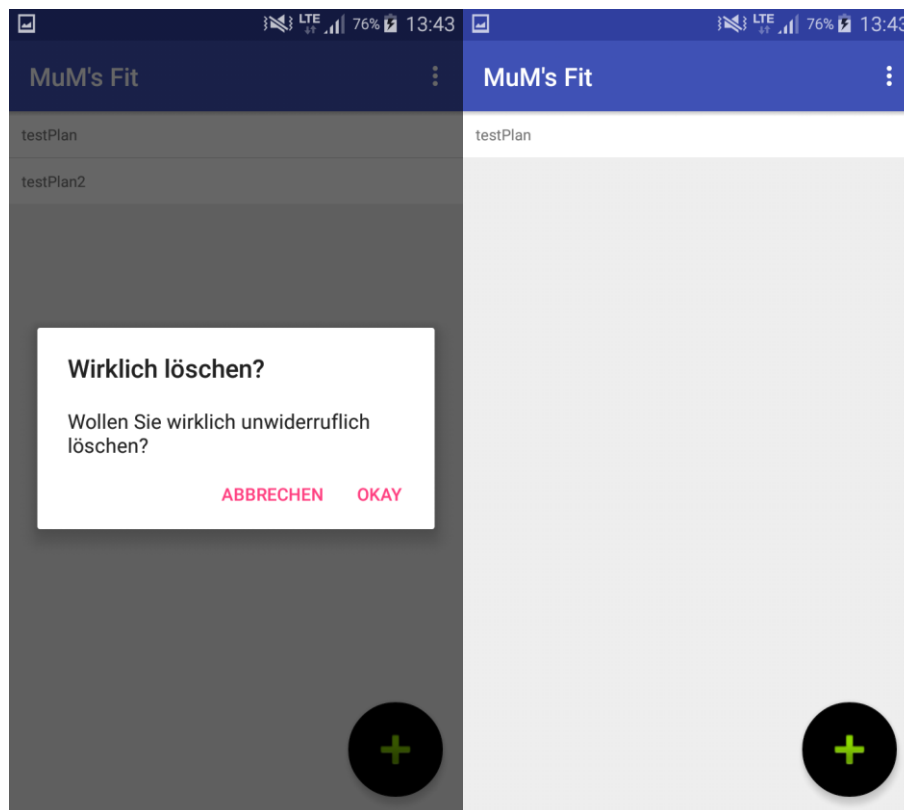 LTE 76% 13:43
MuM's Fit
testPlan
testPlan2
Wirklich löschen?
Wollen Sie wirklich unwiderruflich
löschen?
ABBRECHEN OKAY
LTE 76% 13:43
MuM's Fit
testPlan